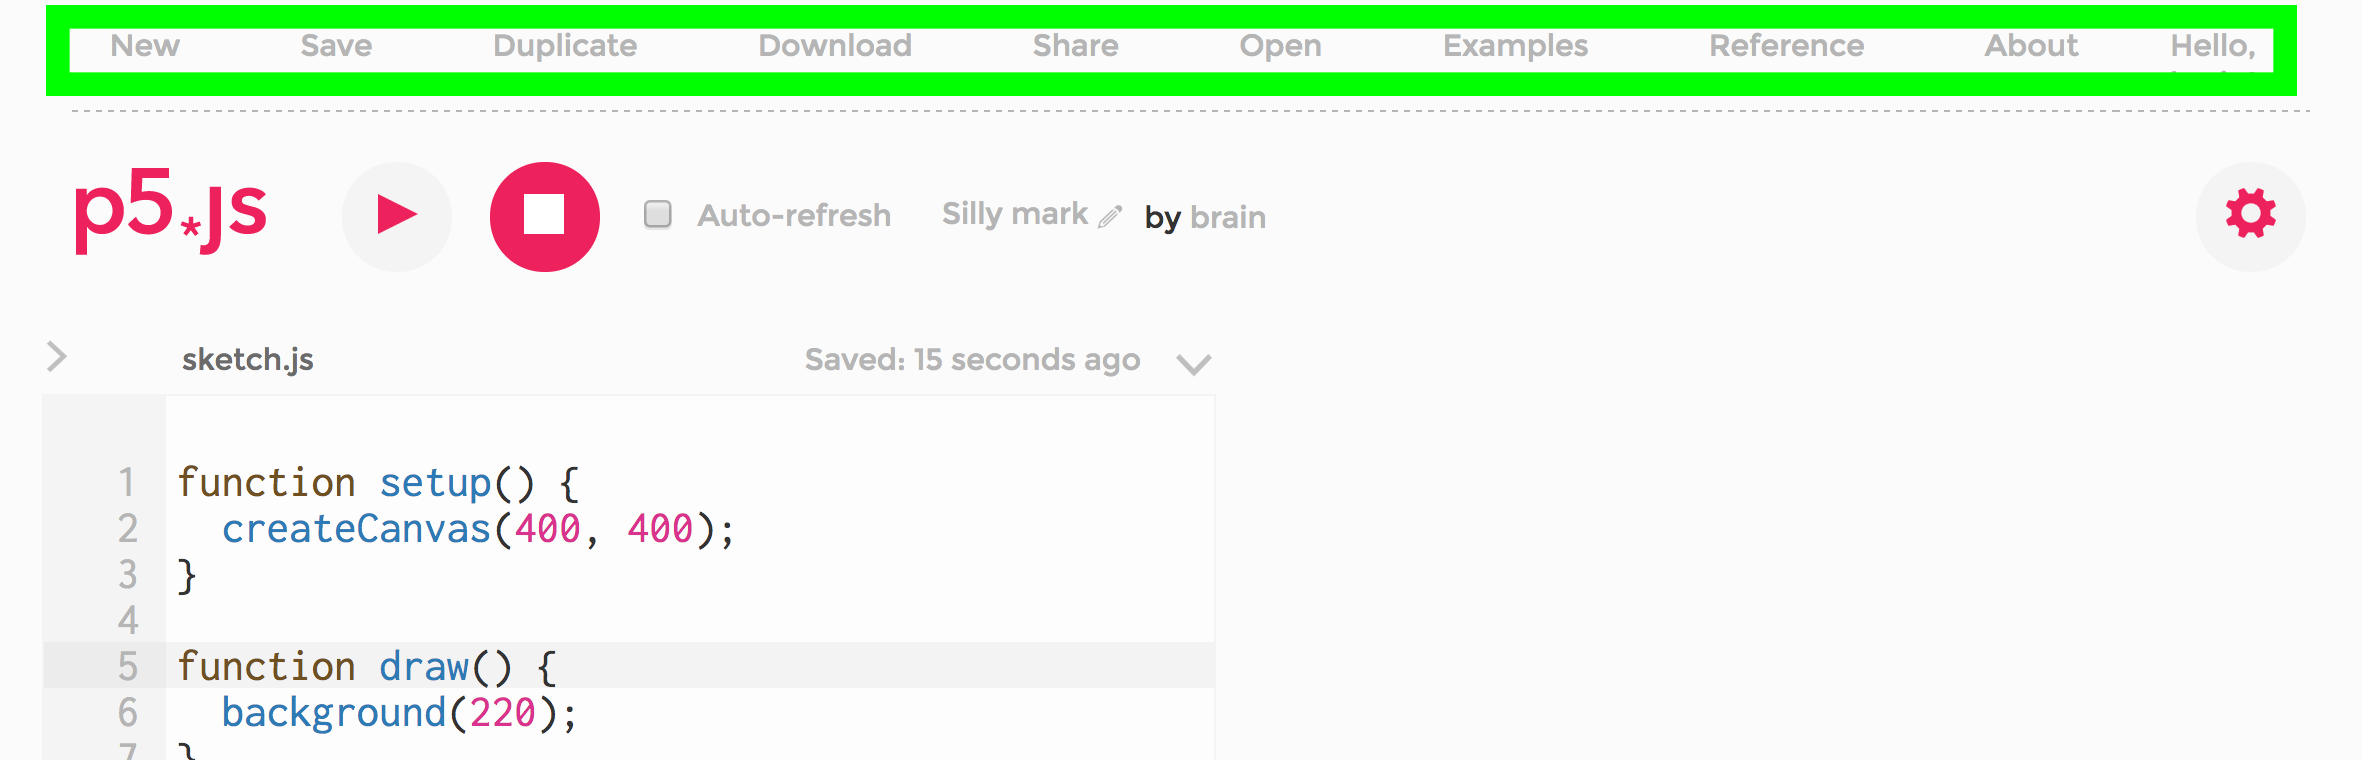 New Save Duplicate Download Share Open Examples Reference About Hello,
p5.js Auto-refresh Silly mark by brain
sketch.js Saved: 15 seconds ago
1 function setup() {
2 createCanvas(400, 400);
3 }
4
5 function draw() {
6 background(220);
7 }